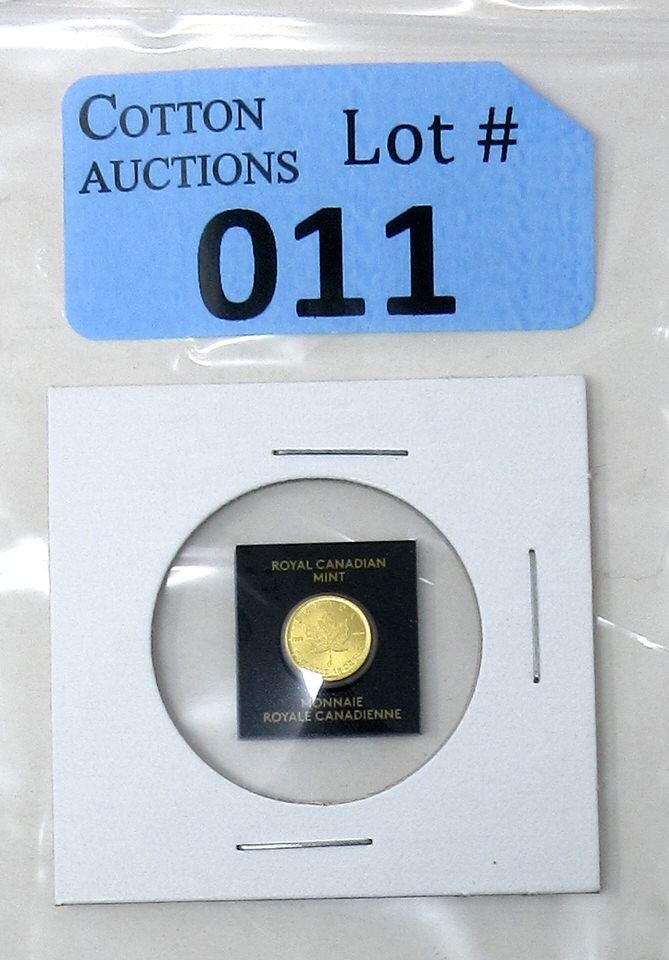 COTTON
AUCTIONS
Lot #
011
ROYAL CANADIAN
MINT
MONNAIE
ROYALE CANADIENNE